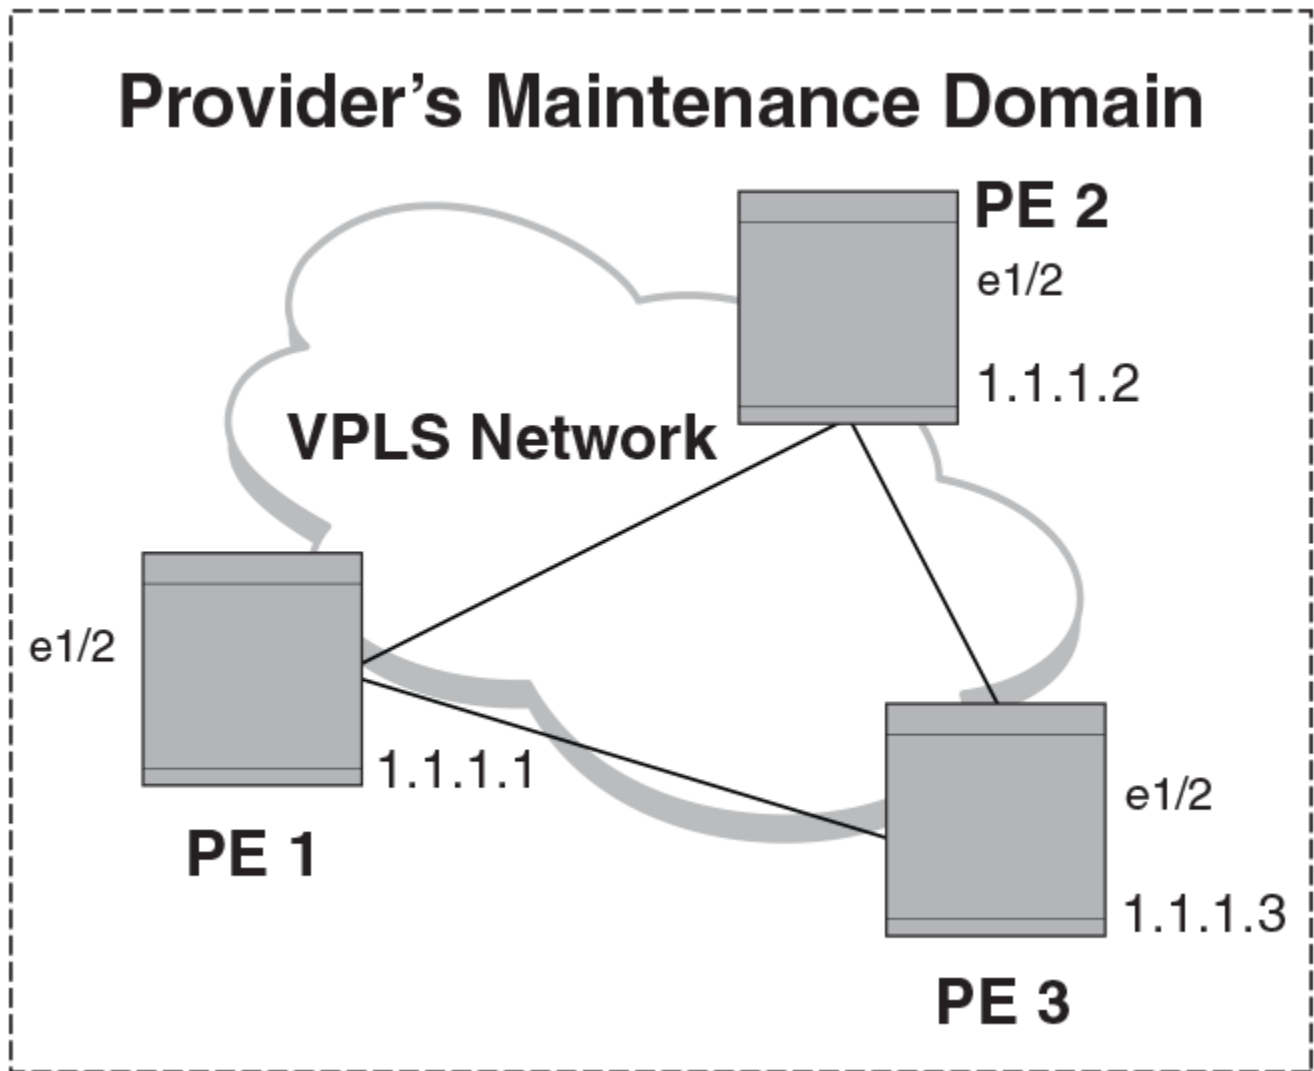 Provider’s Maintenance Domain
PE 2
e1/2
1.1.1.2
VPLS Network
e1/2
1.1.1.1
PE 1
e1/2
1.1.1.3
PE 3